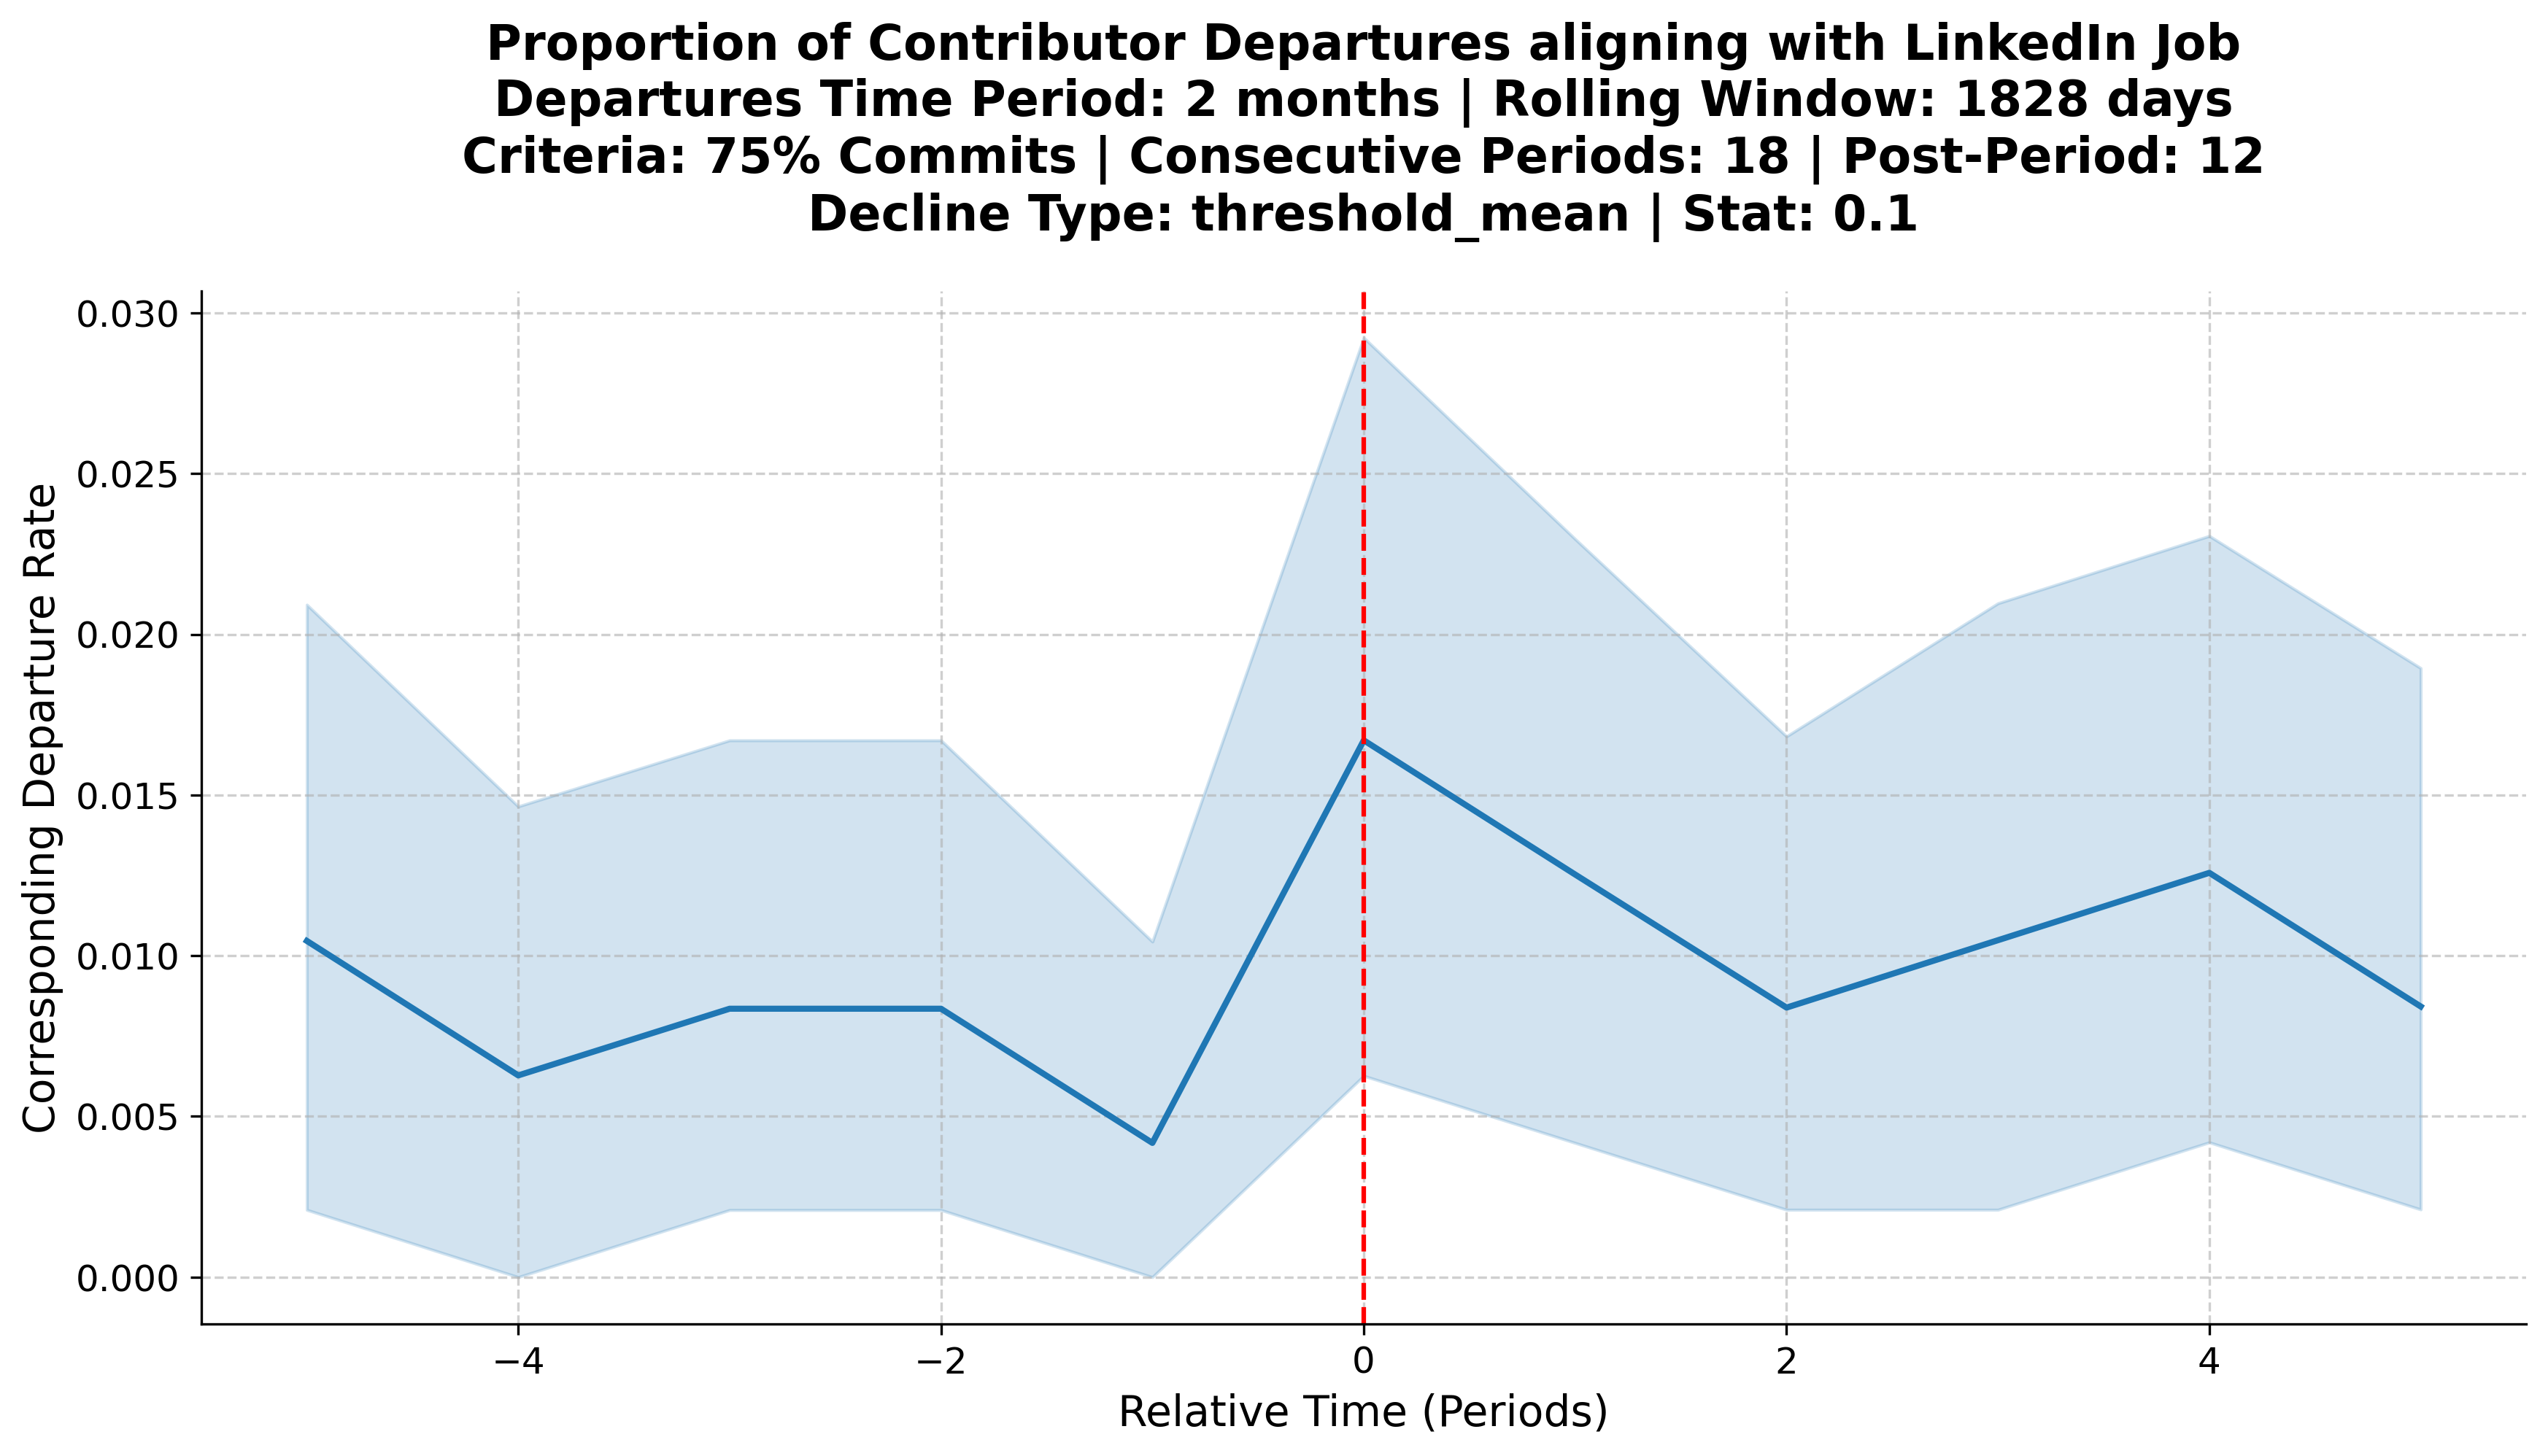 Proportion of Contributor Departures aligning with LinkedIn Job
Departures Time Period: 2 months | Rolling Window: 1828 days
Criteria: 75% Commits | Consecutive Periods: 18 | Post-Period: 12
Decline Type: threshold_mean | Stat: 0.1
Corresponding Departure Rate
0.030
0.025
0.020
0.015
0.010
0.005
0.000
−4
−2
0
2
4
Relative Time (Periods)